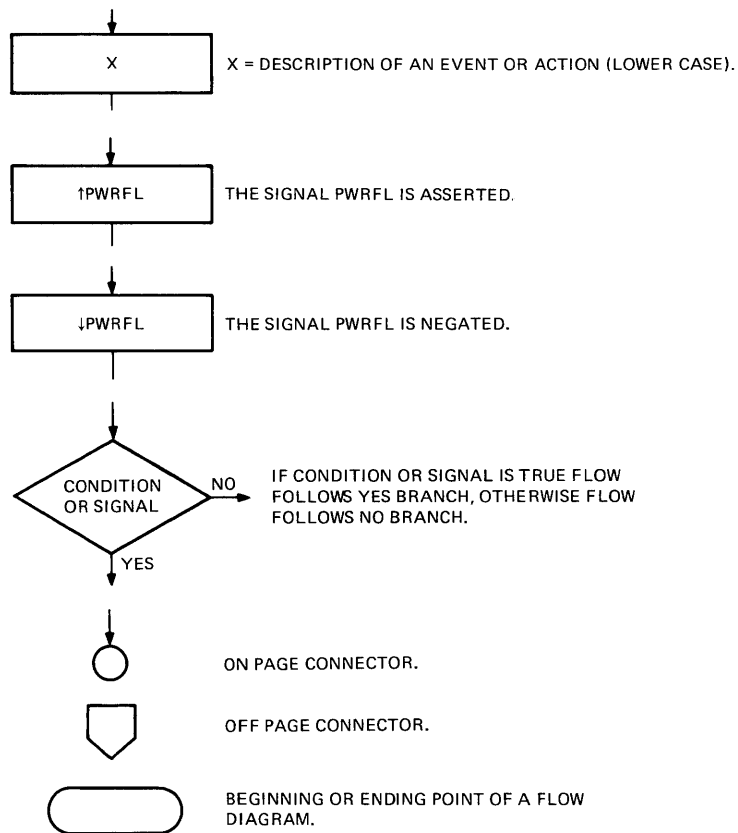 X
X = DESCRIPTION OF AN EVENT OR ACTION (LOWER CASE).
↑PWRFL
THE SIGNAL PWRFL IS ASSERTED.
↓PWRFL
THE SIGNAL PWRFL IS NEGATED.
CONDITION
OR SIGNAL
NO
YES
IF CONDITION OR SIGNAL IS TRUE FLOW
FOLLOWS YES BRANCH, OTHERWISE FLOW
FOLLOWS NO BRANCH.
ON PAGE CONNECTOR.
OFF PAGE CONNECTOR.
BEGINNING OR ENDING POINT OF A FLOW
DIAGRAM.